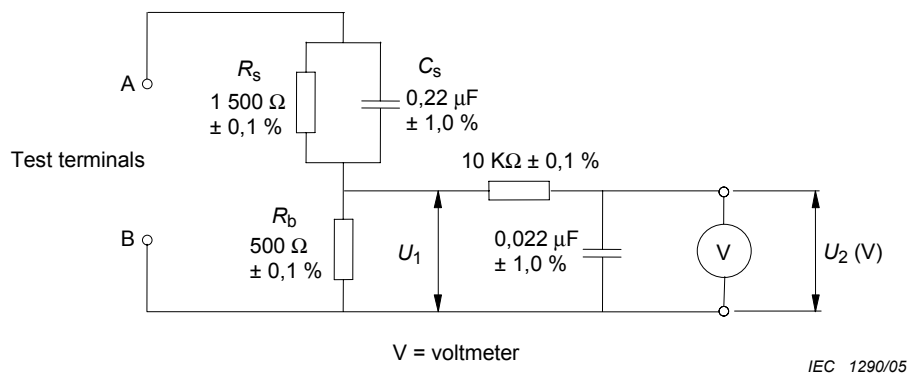 A
Test terminals
B
Rs
1 500 Ω
± 0,1 %
Cs
0,22 μF
± 1,0 %
10 KΩ ± 0,1 %
Rb
500 Ω
± 0,1 %
U1
0,022 μF
± 1,0 %
V
U2 (V)
V = voltmeter
IEC 1290/05